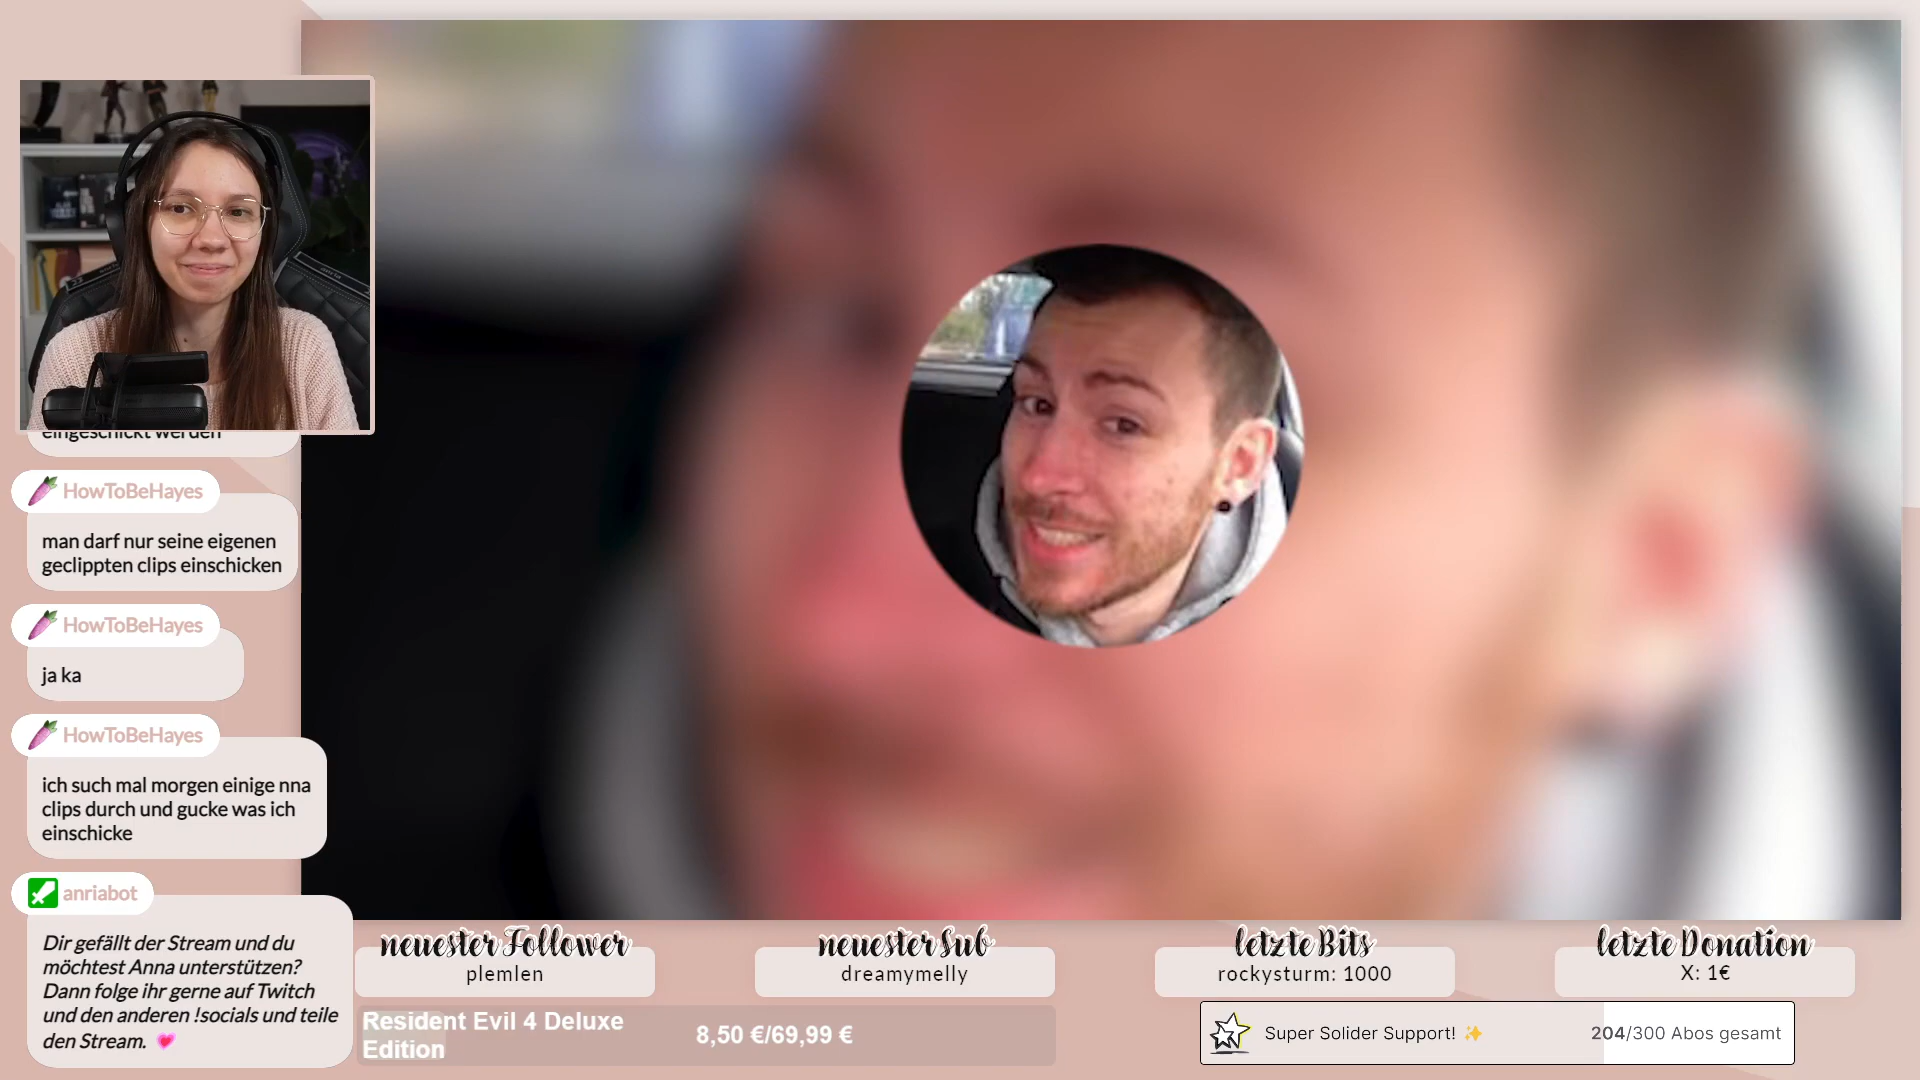 eingeschickt werden
HowToBeHayes
man darf nur seine eigenen
geclippten clips einschicken
HowToBeHayes
ja ka
HowToBeHayes
ich such mal morgen einige nna
clips durch und gucke was ich
einschicke
anriabot
Dir gefällt der Stream und du
möchtest Anna unterstützen?
Dann folge ihr gerne auf Twitch
und den anderen !socials und teile
den Stream. 💗
neuester Follower
plemlen
neuester Sub
dreamymelly
letzte Bits
rockysturm: 1000
letzte Donation
X: 1€
Resident Evil 4 Deluxe
Edition
8,50 €/69,99 €
Super Solider Support! ✨
204/300 Abos gesamt